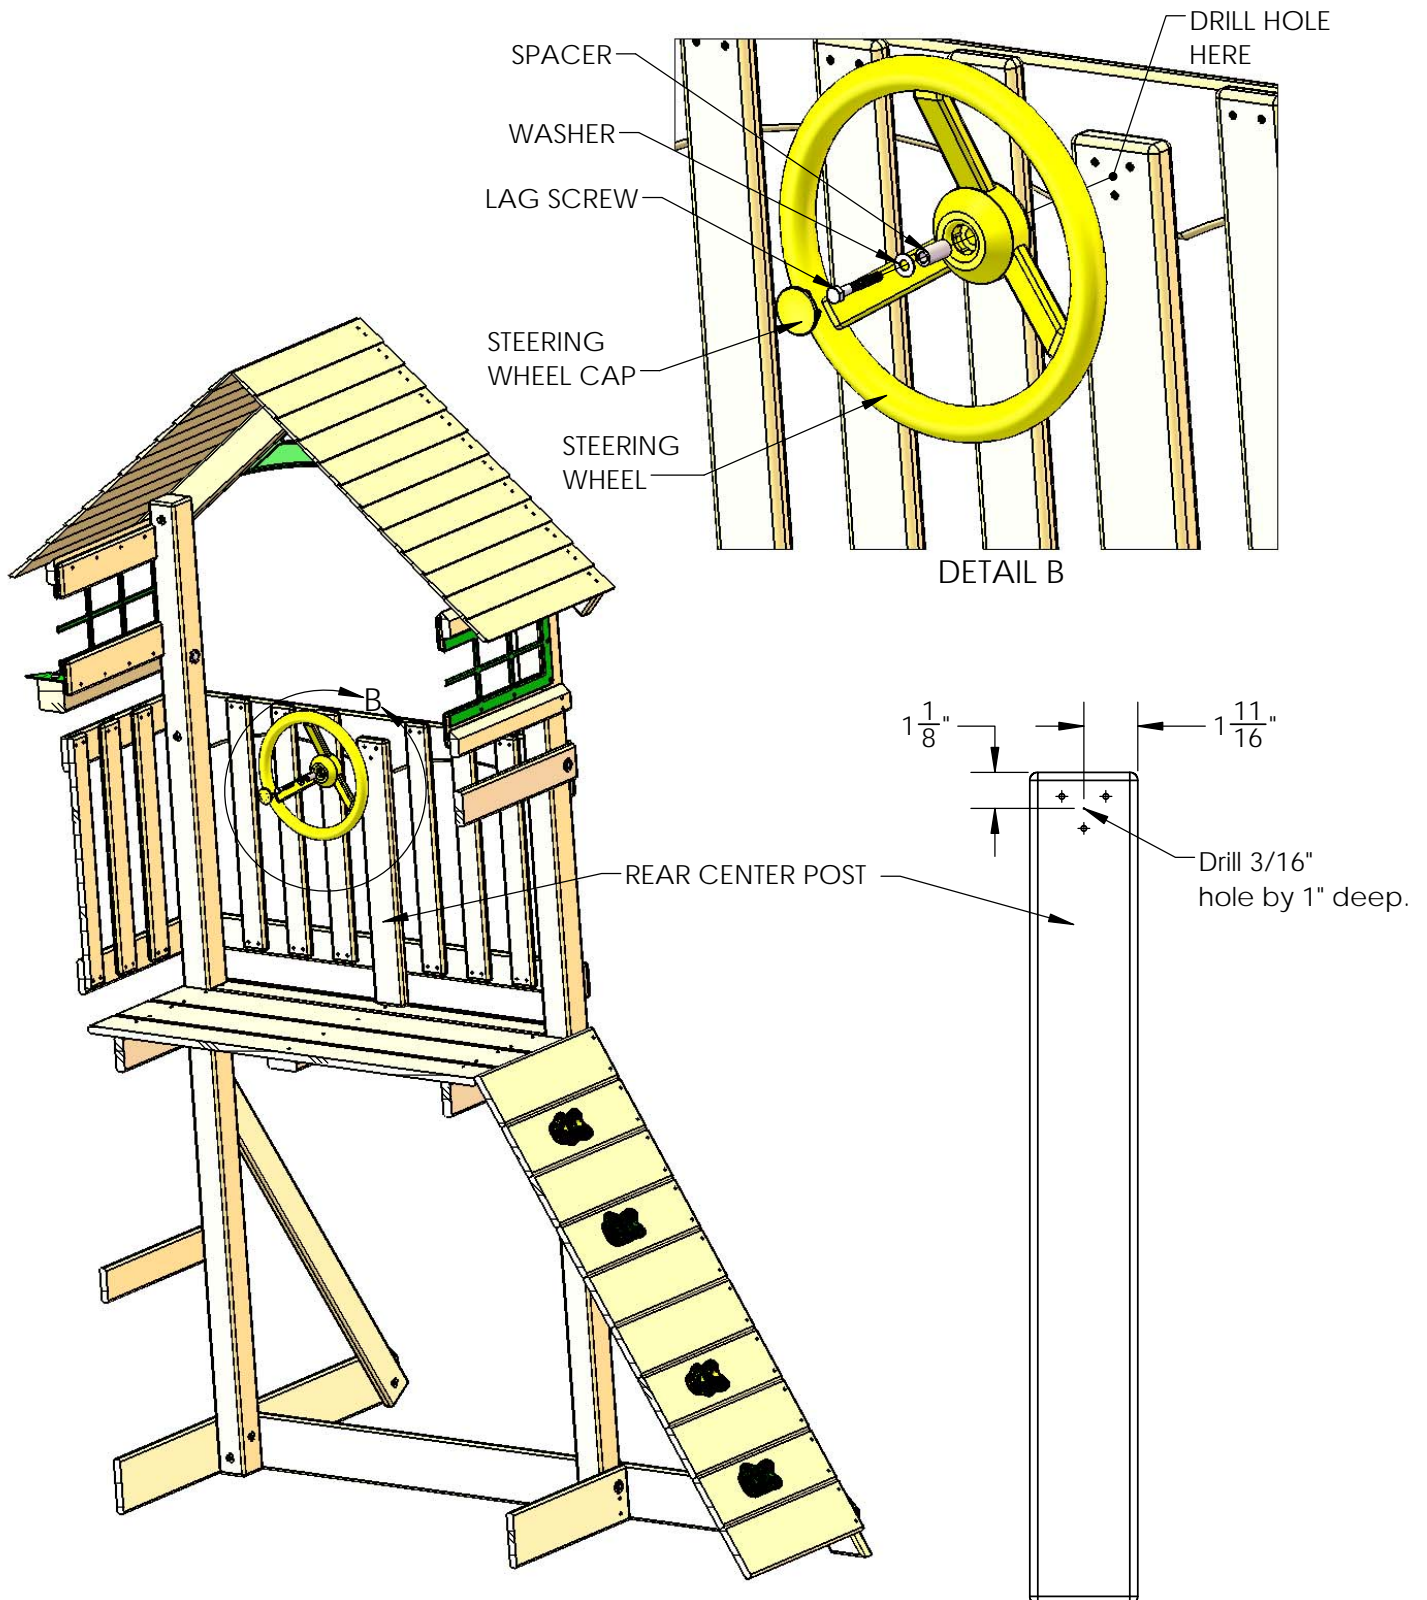 DRILL HOLE
HERE
SPACER
WASHER
LAG SCREW
STEERING
WHEEL CAP
STEERING
WHEEL
DETAIL B
B
1 1/8"
1 11/16"
REAR CENTER POST
Drill 3/16"
hole by 1" deep.